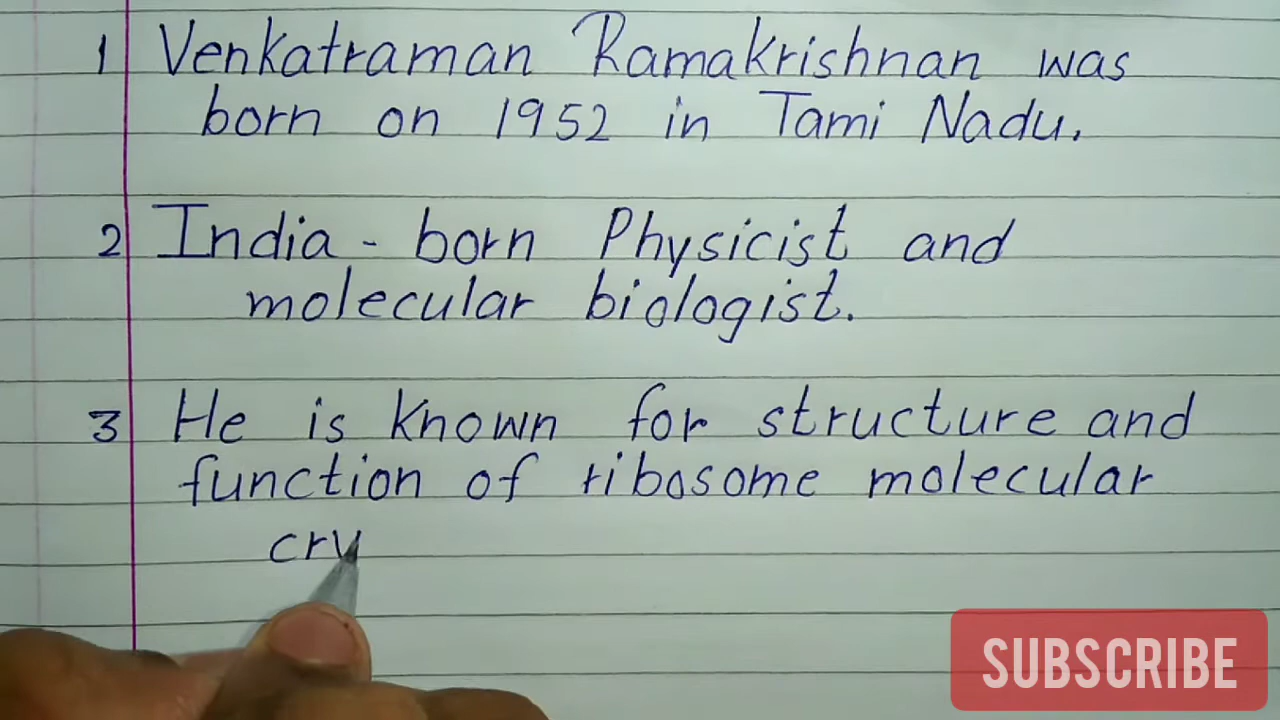 1 Venkatraman Ramakrishnan was
born on 1952 in Tami Nadu.
2 India - born Physicist and
molecular biologist.
3 He is known for structure and
function of ribosome molecular
cry
SUBSCRIBE